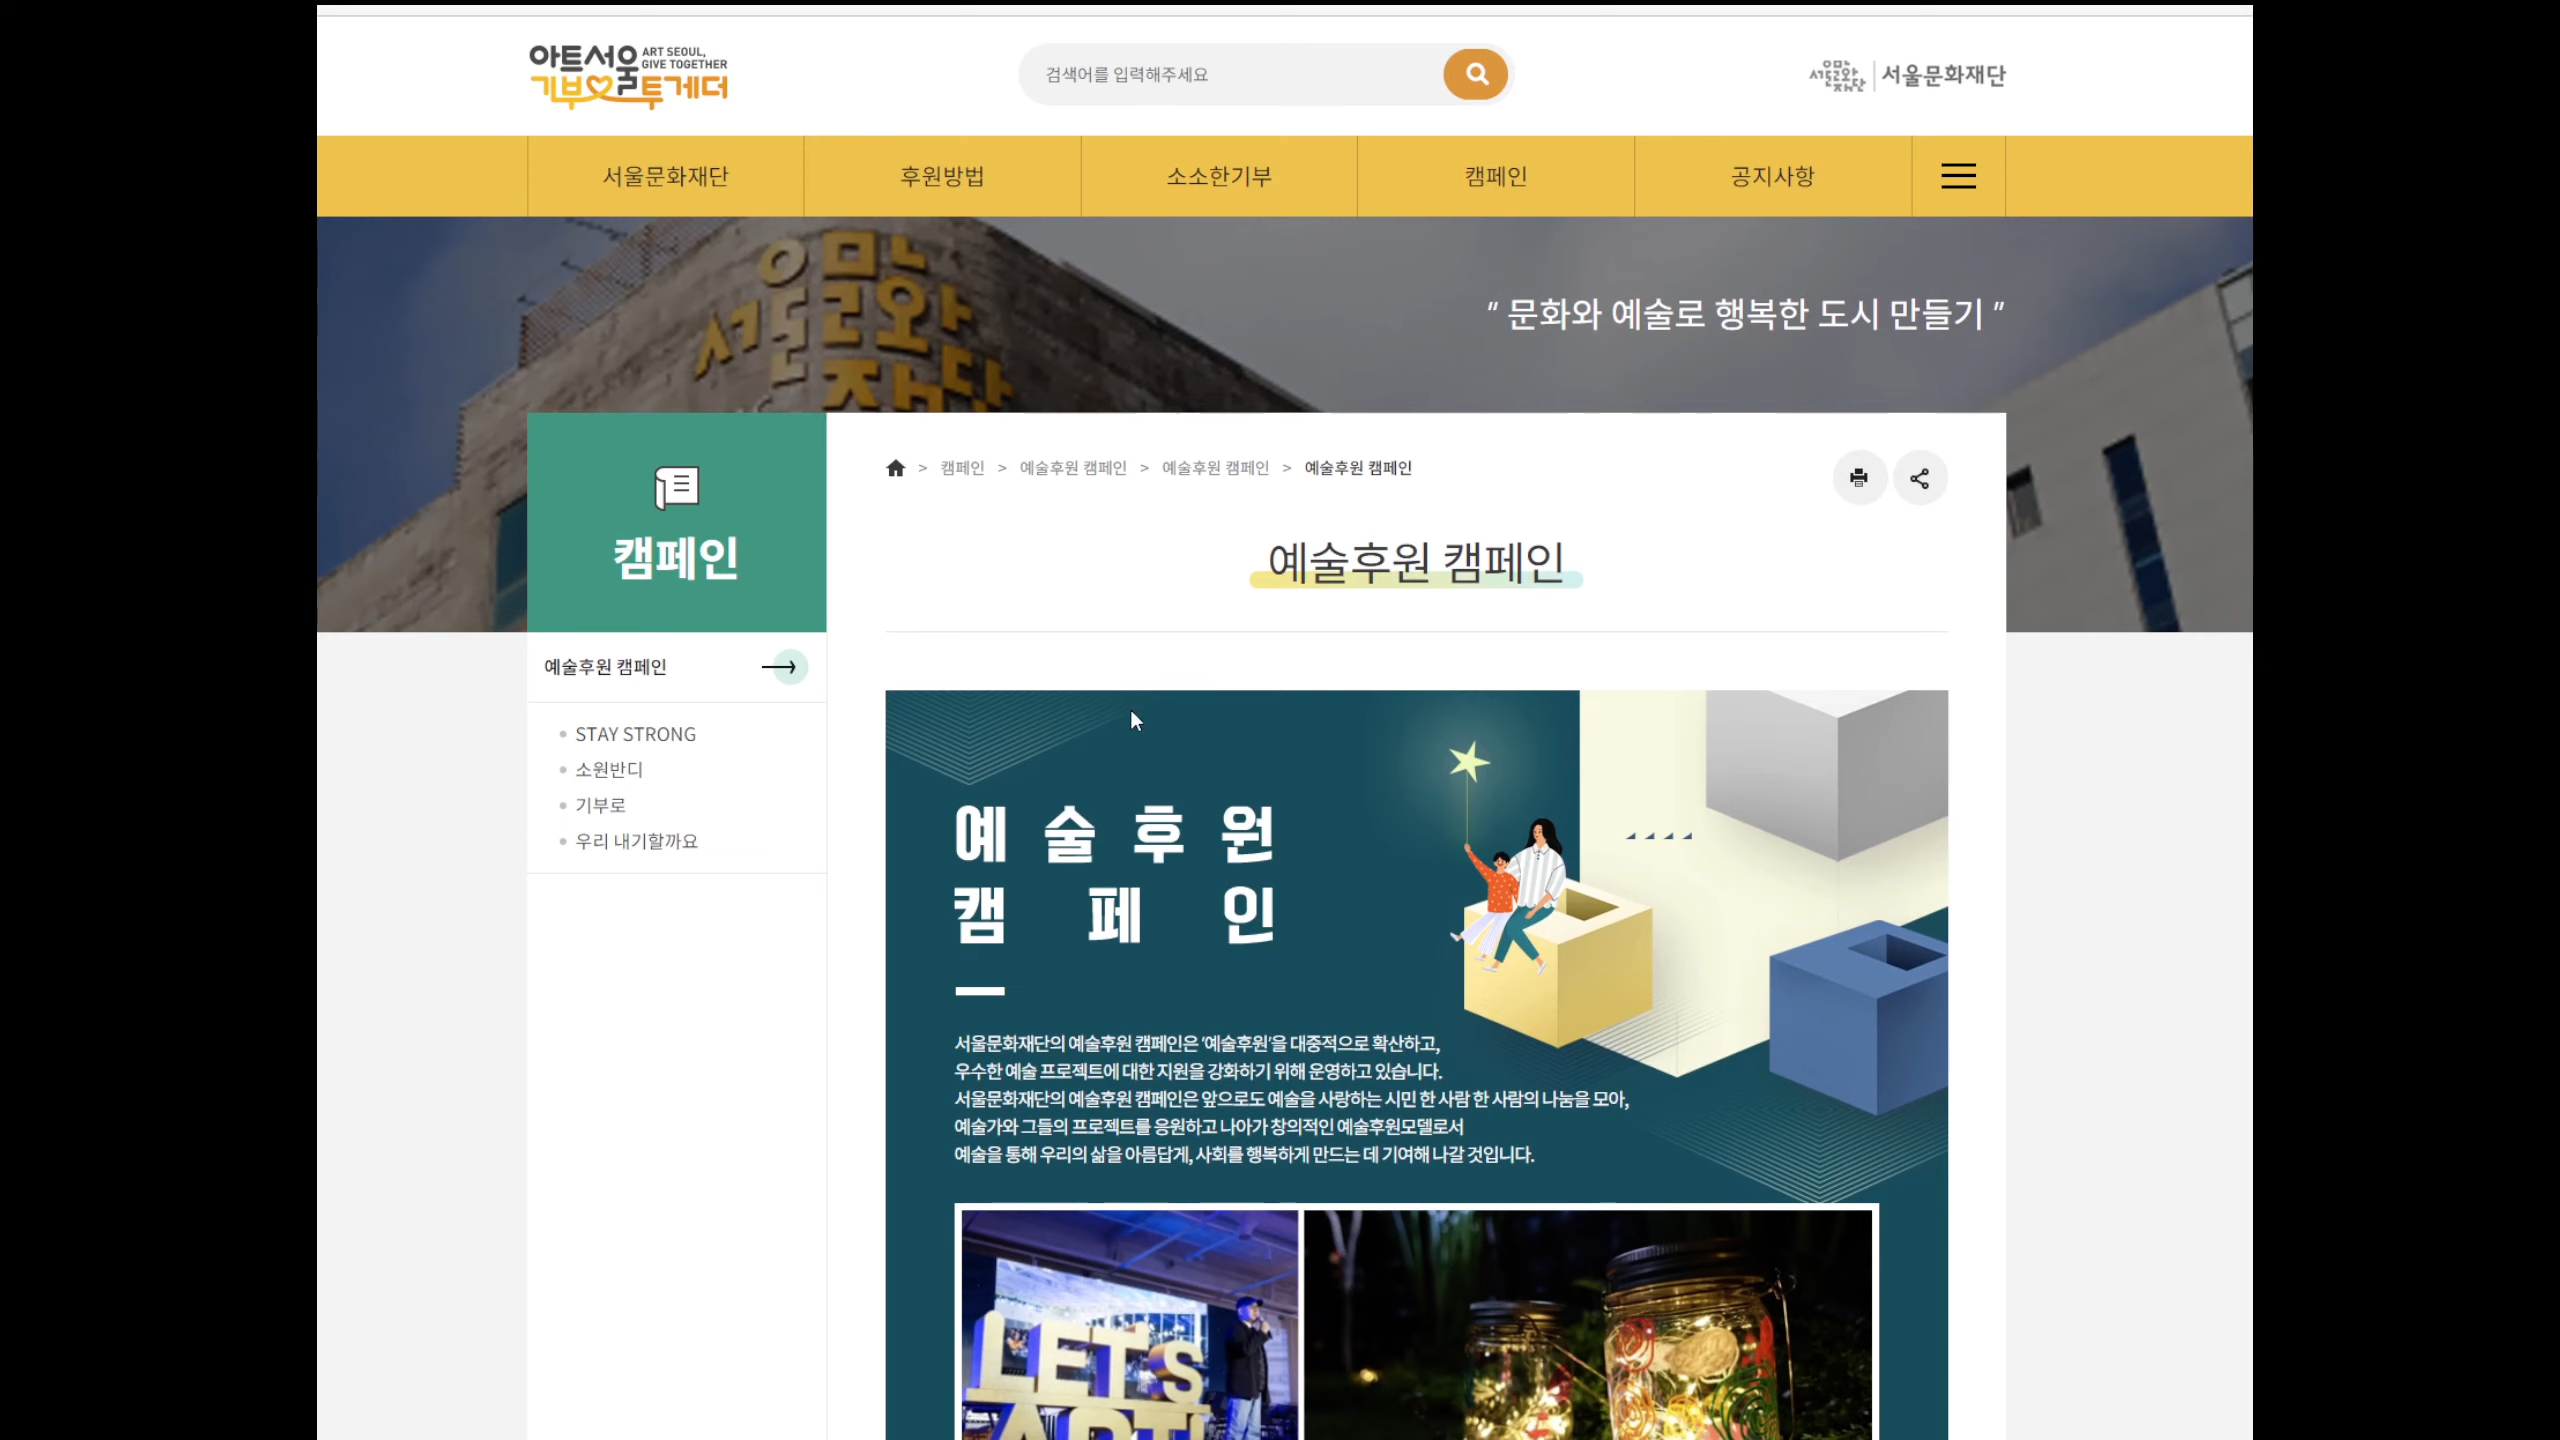 아트서울
ART SEOUL,
GIVE TOGETHER
기부투게더
검색어를 입력해주세요
서울문화재단
서울문화재단
서울문화재단
후원방법
소소한기부
캠페인
공지사항
서울문화재단
“ 문화와 예술로 행복한 도시 만들기 ”
캠페인
> 캠페인 > 예술후원 캠페인 > 예술후원 캠페인 > 예술후원 캠페인
예술후원 캠페인
예술후원 캠페인
STAY STRONG
소원반디
기부로
우리 내기할까요
예술후원
캠페인
서울문화재단의 예술후원 캠페인은 '예술후원'을 대중적으로 확산하고,
우수한 예술 프로젝트에 대한 지원을 강화하기 위해 운영하고 있습니다.
서울문화재단의 예술후원 캠페인은 앞으로도 예술을 사랑하는 시민 한 사람 한 사람의 나눔을 모아,
예술가와 그들의 프로젝트를 응원하고 나아가 창의적인 예술후원모델로서
예술을 통해 우리의 삶을 아름답게, 사회를 행복하게 만드는 데 기여해 나갈 것입니다.
LET'S
ART!